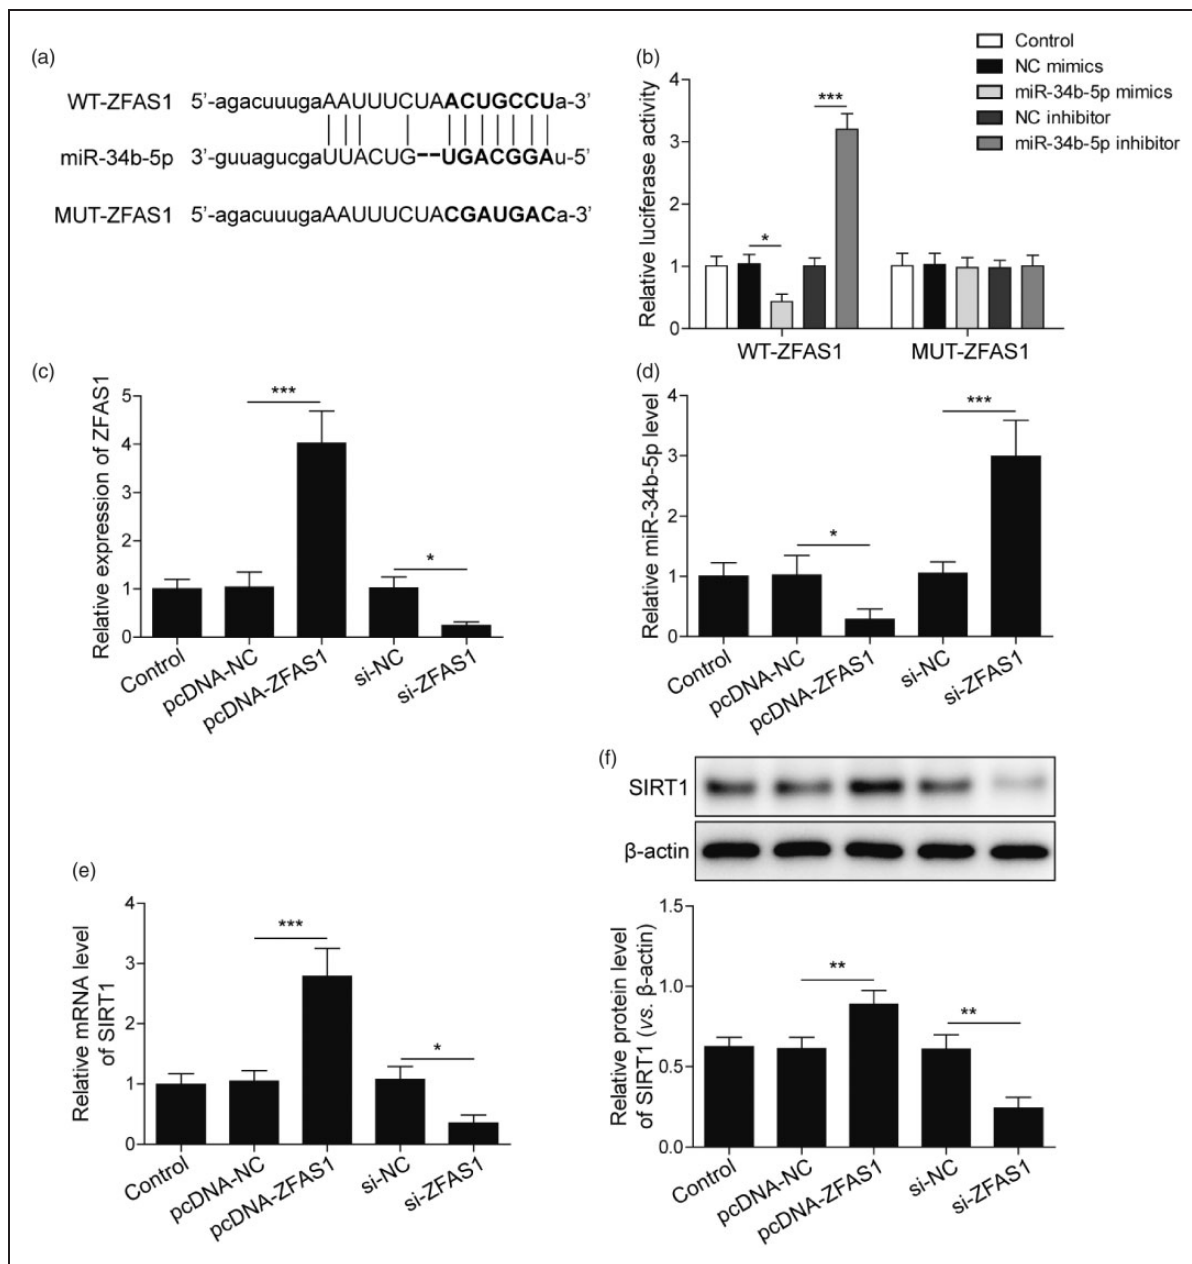 (a)
WT-ZFAS1 5'-agacuuugaAAUUUCUAACUGCCUa-3'
miR-34b-5p 3'-guuagucgaUUACUG--UGACGGAu-5'
MUT-ZFAS1 5'-agacuuugaAAUUUCUACGAUGACa-3'
(b)
Control
NC mimics
miR-34b-5p mimics
NC inhibitor
miR-34b-5p inhibitor
Relative luciferase activity
4
3
2
1
0
*
***
WT-ZFAS1
MUT-ZFAS1
(c)
Relative expression of ZFAS1
5
4
3
2
1
0
***
*
Control
pcDNA-NC
pcDNA-ZFAS1
si-NC
si-ZFAS1
(d)
Relative miR-34b-5p level
4
3
2
1
0
*
***
Control
pcDNA-NC
pcDNA-ZFAS1
si-NC
si-ZFAS1
(e)
Relative mRNA level
of SIRT1
4
3
2
1
0
***
*
Control
pcDNA-NC
pcDNA-ZFAS1
si-NC
si-ZFAS1
(f)
SIRT1
β-actin
Relative protein level
of SIRT1 (vs. β-actin)
1.5
1.0
0.5
0.0
**
**
Control
pcDNA-NC
pcDNA-ZFAS1
si-NC
si-ZFAS1